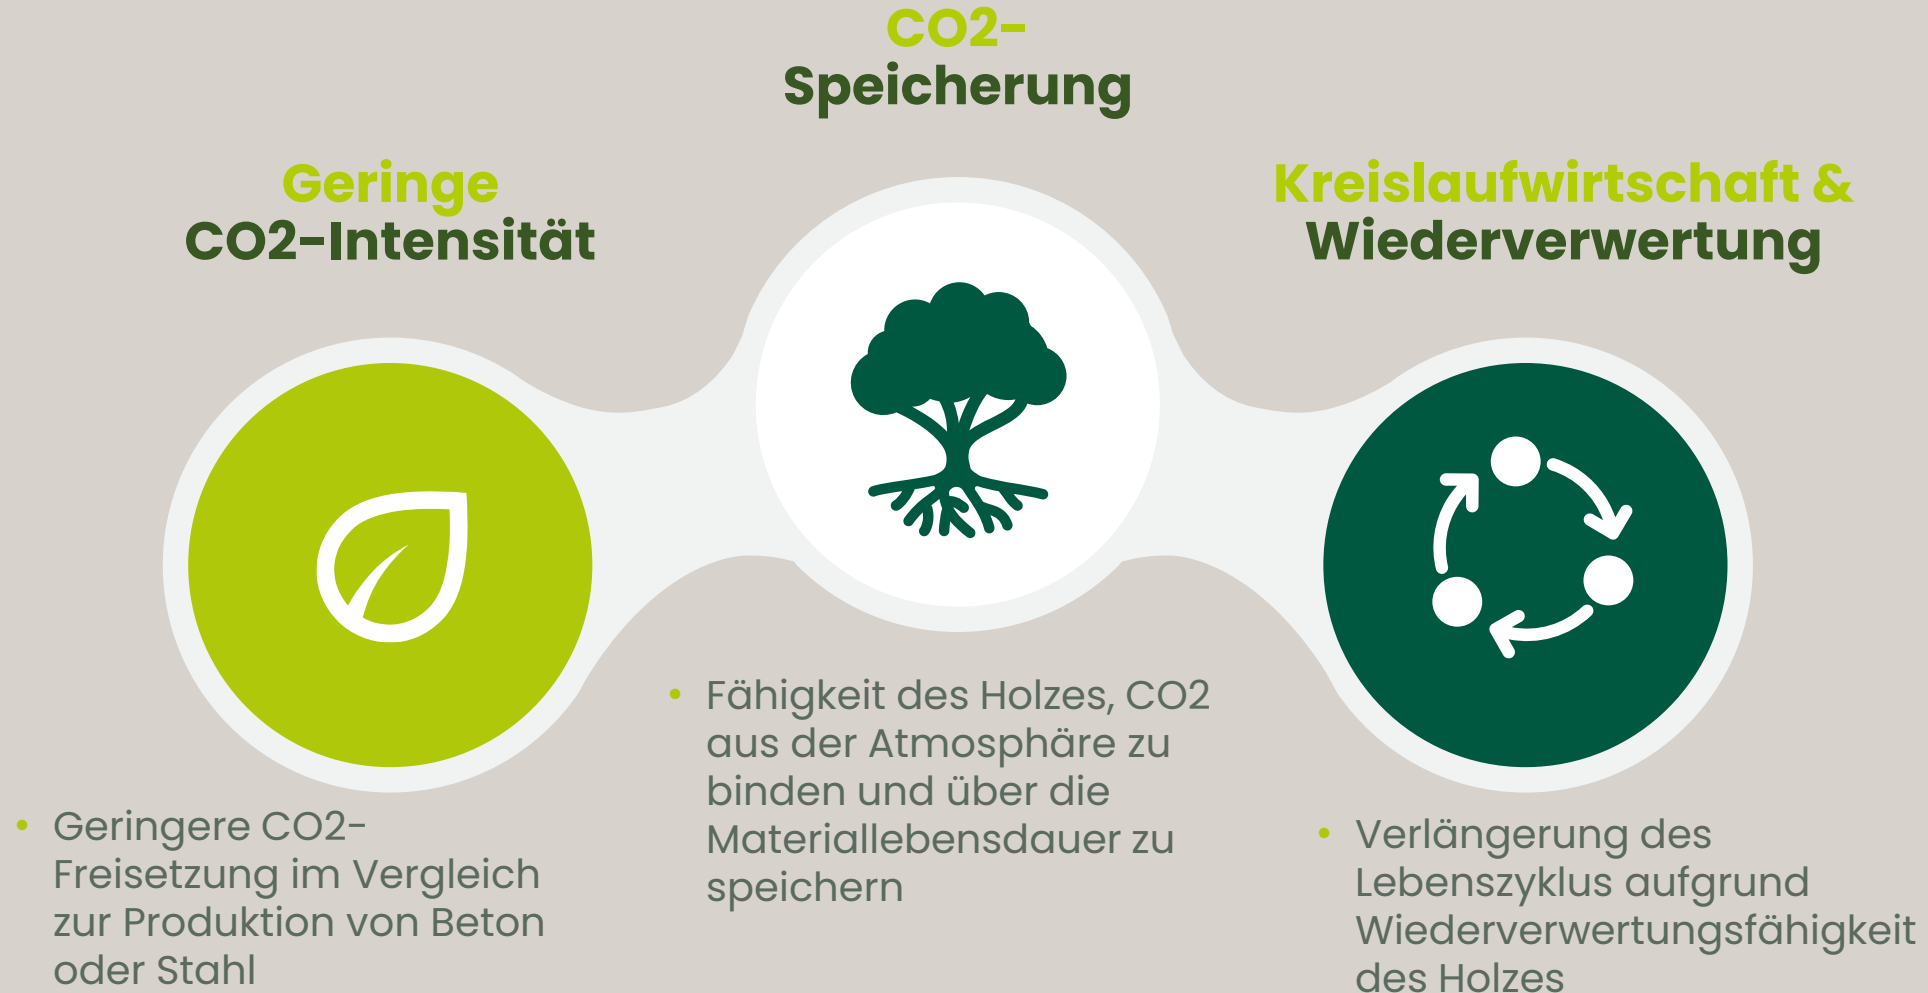 Geringe
CO2-Intensität
Geringere CO2-
Freisetzung im Vergleich
zur Produktion von Beton
oder Stahl
CO2-
Speicherung
Fähigkeit des Holzes, CO2
aus der Atmosphäre zu
binden und über die
Materiallebensdauer zu
speichern
Kreislaufwirtschaft &
Wiederverwertung
Verlängerung des
Lebenszyklus aufgrund
Wiederverwertungsfähigkeit
des Holzes